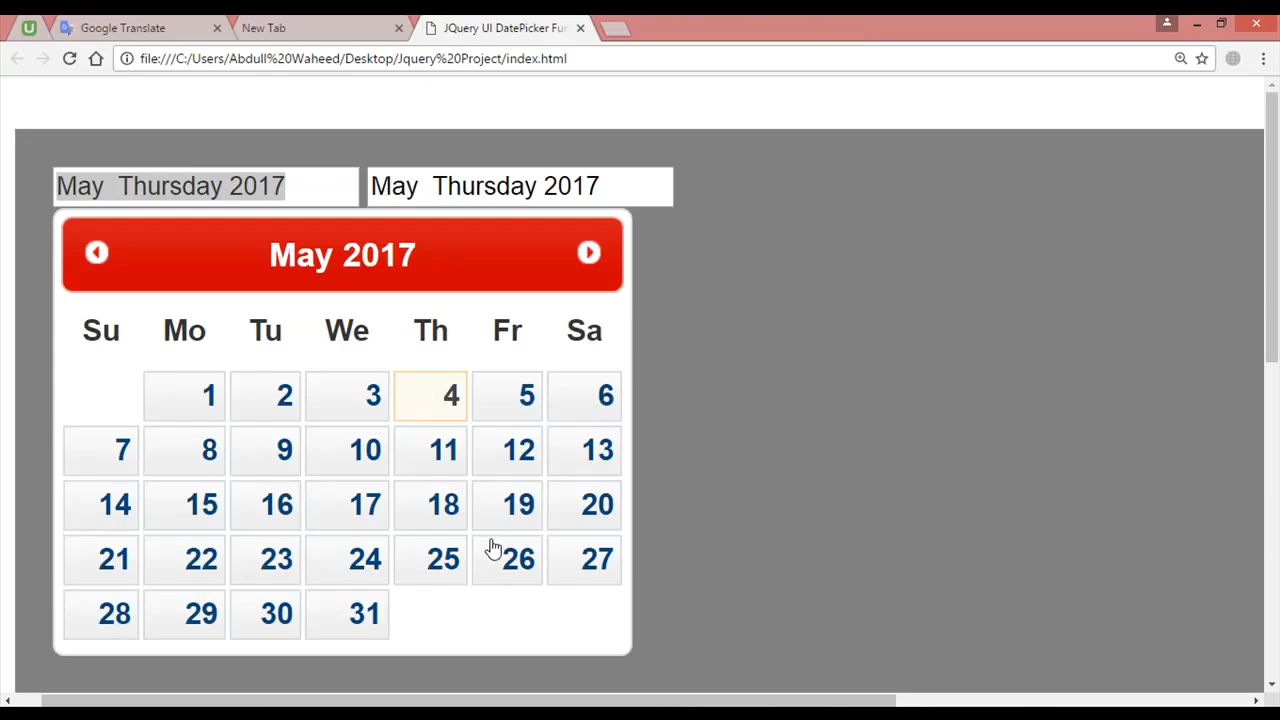 Google Translate
New Tab
JQuery UI DatePicker Fur
file:///C:/Users/Abdull%20Waheed/Desktop/Jquery%20Project/index.html
May  Thursday 2017
May  Thursday 2017
May 2017
Su Mo Tu We Th Fr Sa
1 2 3 4 5 6
7 8 9 10 11 12 13
14 15 16 17 18 19 20
21 22 23 24 25 26 27
28 29 30 31